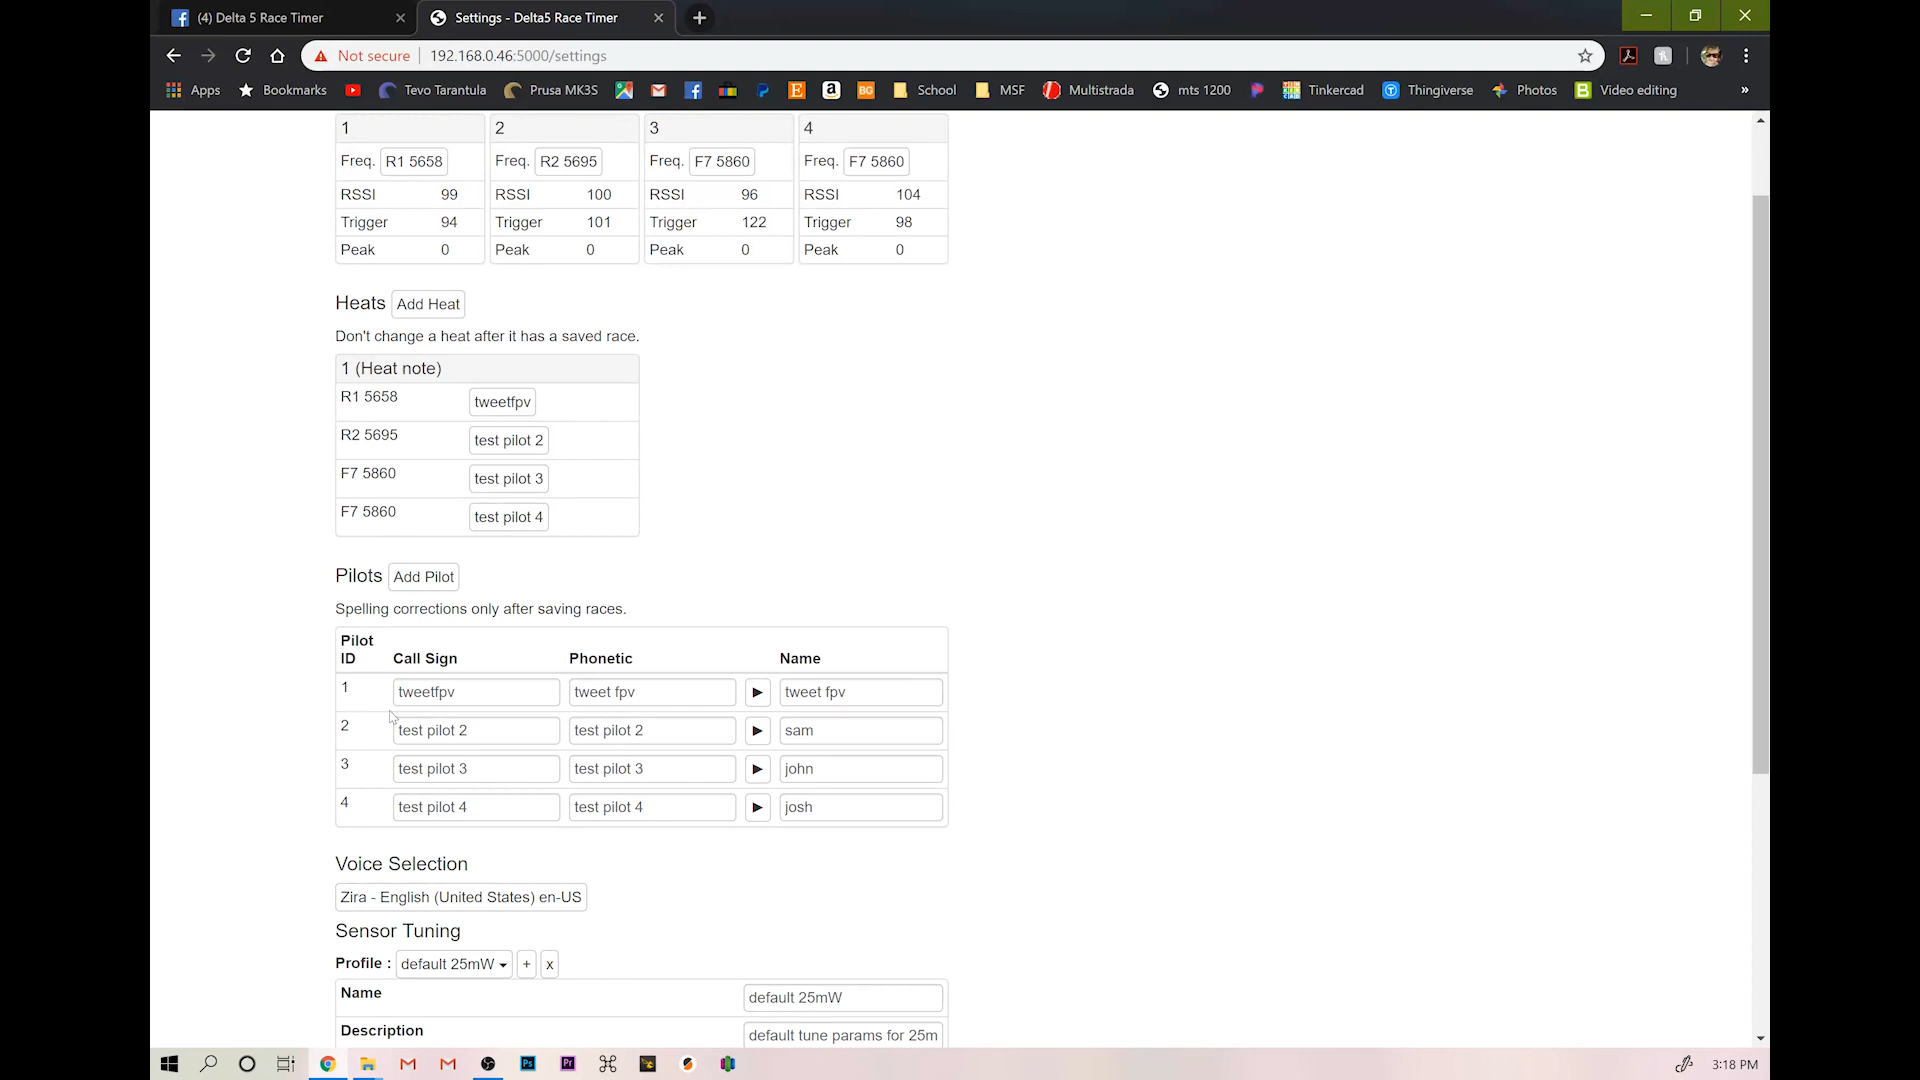 (4) Delta 5 Race Timer
Settings - Delta5 Race Timer
Not secure 192.168.0.46:5000/settings
Apps Bookmarks Tevo Tarantula Prusa MK3S School MSF Multistrada mts 1200 Tinkercad Thingiverse Photos Video editing »
1 2 3 4
Freq. R1 5658 Freq. R2 5695 Freq. F7 5860 Freq. F7 5860
RSSI 99 RSSI 100 RSSI 96 RSSI 104
Trigger 94 Trigger 101 Trigger 122 Trigger 98
Peak 0 Peak 0 Peak 0 Peak 0
Heats Add Heat
Don't change a heat after it has a saved race.
1 (Heat note)
R1 5658 tweetfpv
R2 5695 test pilot 2
F7 5860 test pilot 3
F7 5860 test pilot 4
Pilots Add Pilot
Spelling corrections only after saving races.
Pilot
ID Call Sign Phonetic Name
1 tweetfpv tweet fpv tweet fpv
2 test pilot 2 test pilot 2 sam
3 test pilot 3 test pilot 3 john
4 test pilot 4 test pilot 4 josh
Voice Selection
Zira - English (United States) en-US
Sensor Tuning
Profile : default 25mW + x
Name default 25mW
Description default tune params for 25m
3:18 PM